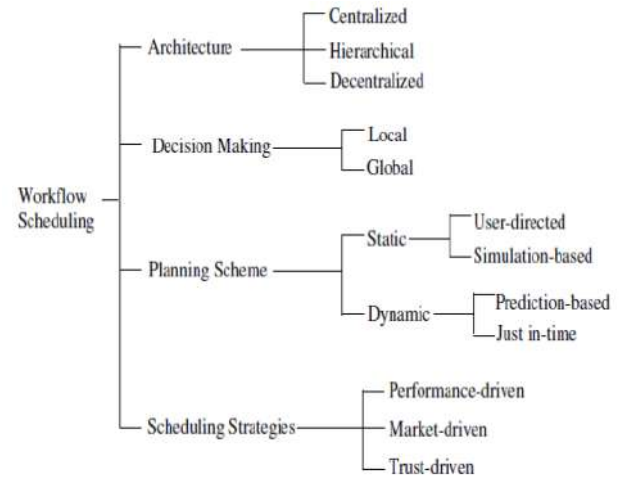 Centralized
Architecture
Hierarchical
Decentralized
Local
Decision Making
Global
Workflow
Scheduling
User-directed
Static
Simulation-based
Planning Scheme
Prediction-based
Dynamic
Just in-time
Performance-driven
Scheduling Strategies
Market-driven
Trust-driven